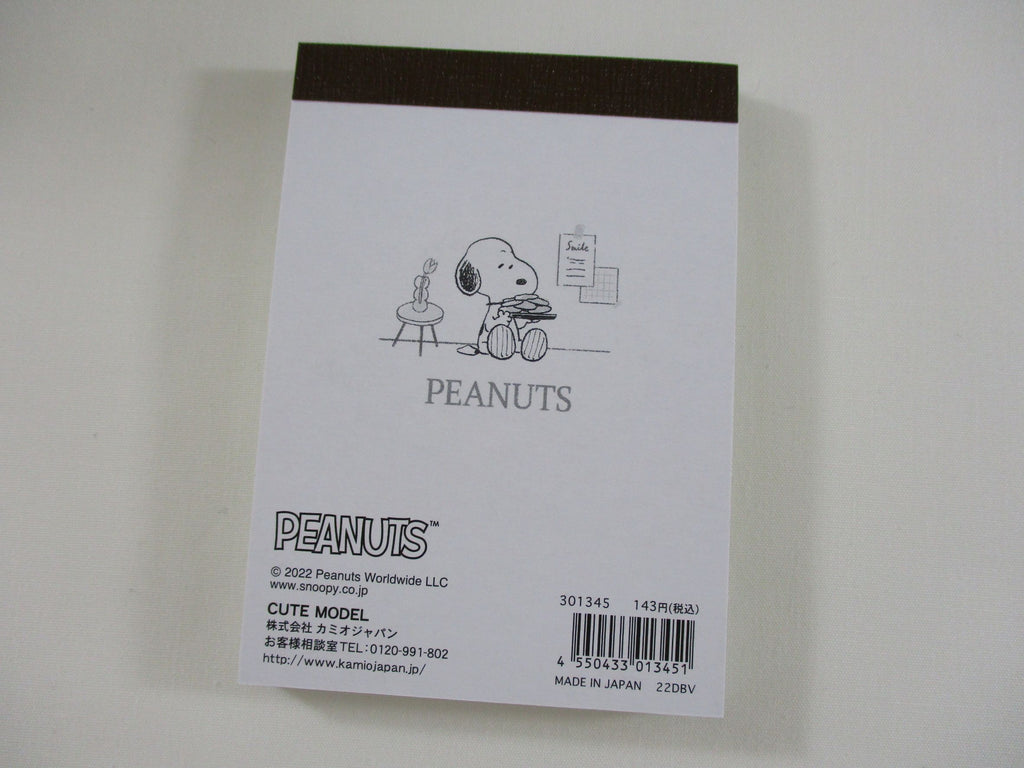 Smile
PEANUTS
PEANUTS™
© 2022 Peanuts Worldwide LLC
www.snoopy.co.jp
CUTE MODEL
株式会社 カミオジャパン
お客様相談室TEL:0120-991-802
http://www.kamiojapan.jp/
301345 143円(税込)
4 550433 013451
MADE IN JAPAN 22DBV